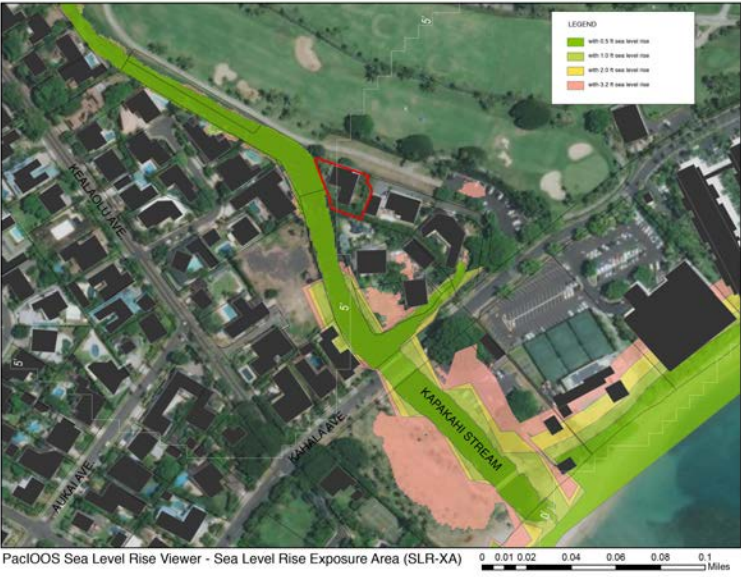 LEGEND
with 0.5 ft sea level rise
with 1.0 ft sea level rise
with 2.0 ft sea level rise
with 3.2 ft sea level rise
5'
KEALAOLU AVE
5'
5'
KAPAKAHI STREAM
KAHALA AVE
AUKAI AVE
0'
PacIOOS Sea Level Rise Viewer - Sea Level Rise Exposure Area (SLR-XA)
0 0.01 0.02 0.04 0.06 0.08 0.1
Miles